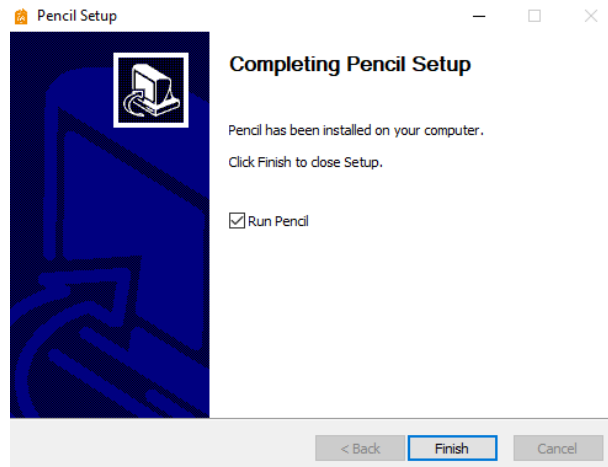 Pencil Setup
Completing Pencil Setup
Pencil has been installed on your computer.
Click Finish to close Setup.
Run Pencil
< Back
Finish
Cancel